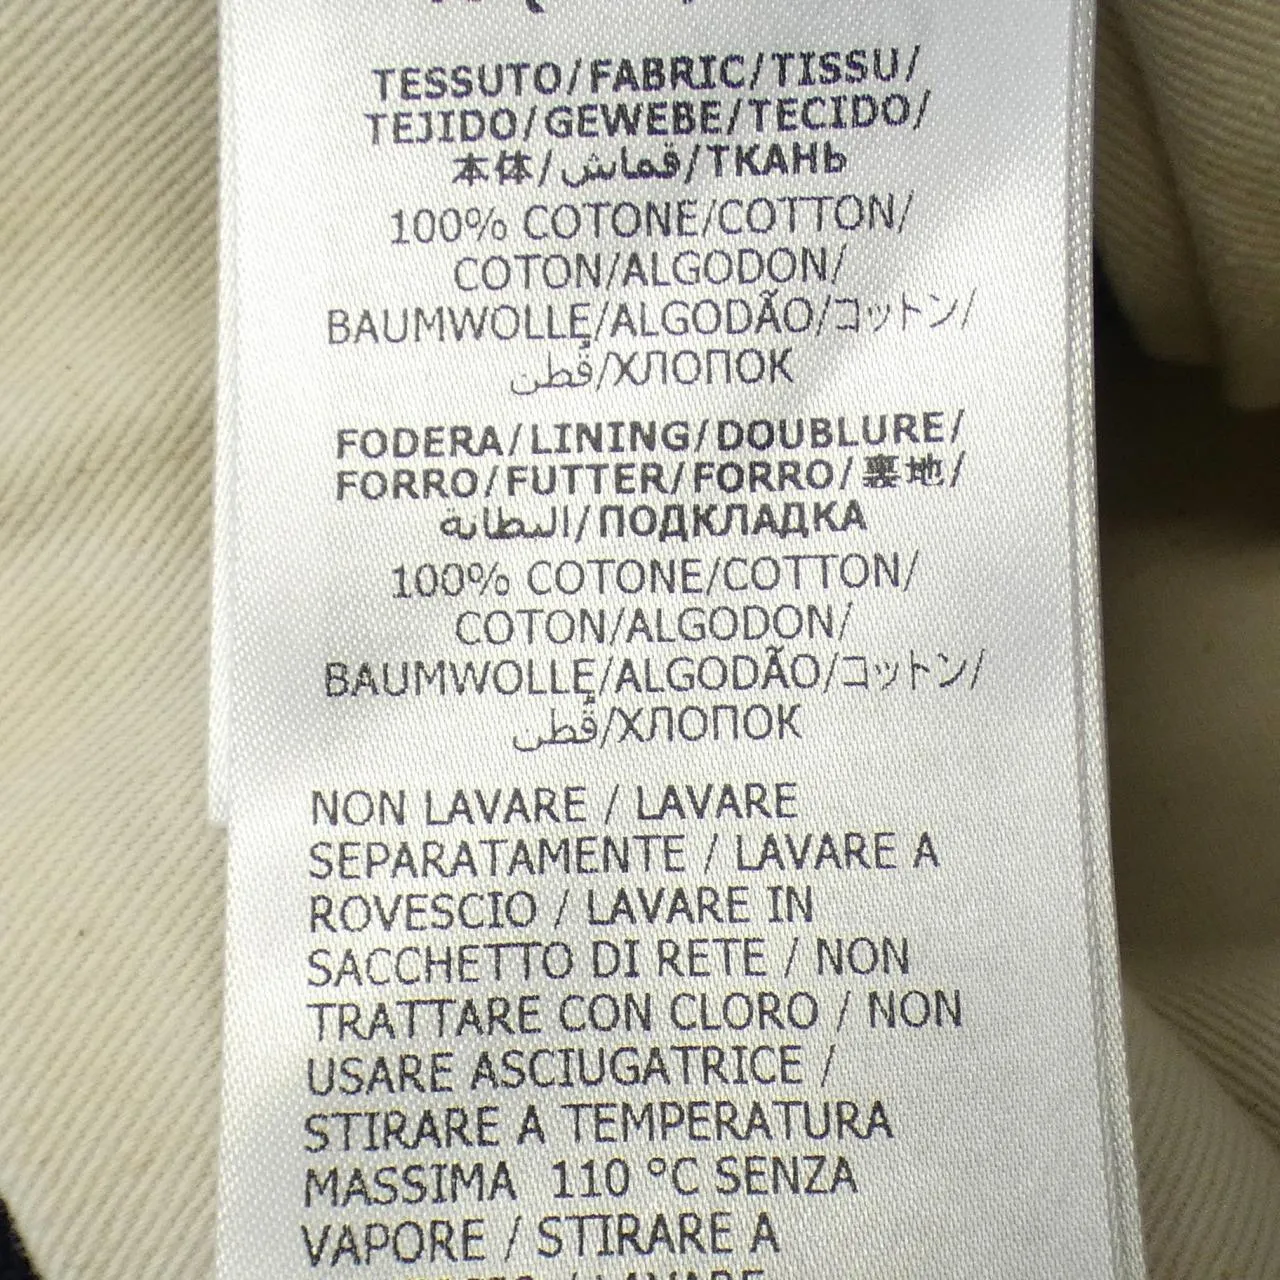 TESSUTO/FABRIC/TISSU/
TEJIDO/GEWEBE/TECIDO/
本体/قماش/ТКАНЬ
100% COTONE/COTTON/
COTON/ALGODON/
BAUMWOLLE/ALGODÃO/コットン/
قُطن/ХЛОПОК
FODERA/LINING/DOUBLURE/
FORRO/FUTTER/FORRO/裏地/
البطانة/ПОДКЛАДКА
100% COTONE/COTTON/
COTON/ALGODON/
BAUMWOLLE/ALGODÃO/コットン/
قُطن/ХЛОПОК
NON LAVARE / LAVARE
SEPARATAMENTE / LAVARE A
ROVESCIO / LAVARE IN
SACCHETTO DI RETE / NON
TRATTARE CON CLORO / NON
USARE ASCIUGATRICE /
STIRARE A TEMPERATURA
MASSIMA 110 °C SENZA
VAPORE / STIRARE A
/ LAVARE